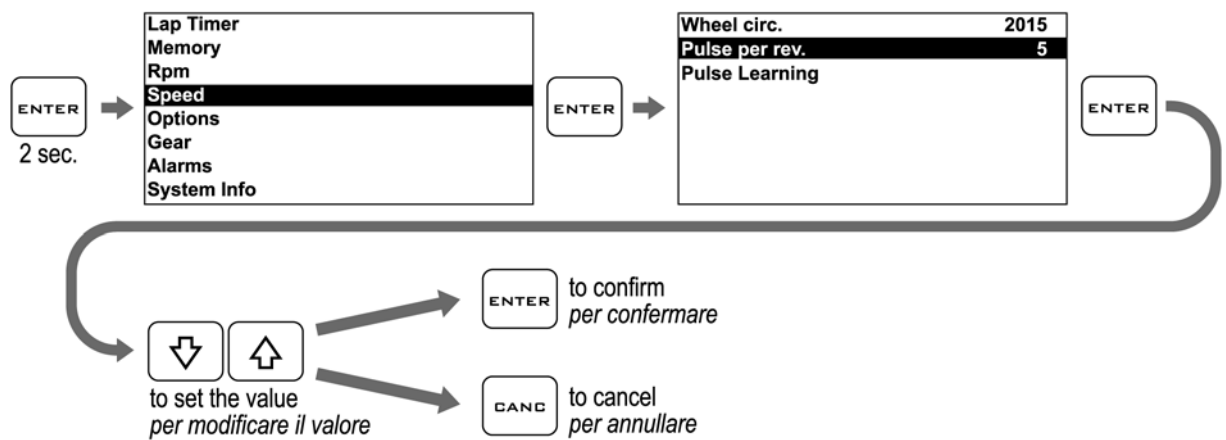 ENTER
2 sec.
Lap Timer
Memory
Rpm
Speed
Options
Gear
Alarms
System Info
ENTER
Wheel circ. 2015
Pulse per rev. 5
Pulse Learning
ENTER
to set the value
per modificare il valore
ENTER
to confirm
per confermare
CANC
to cancel
per annullare